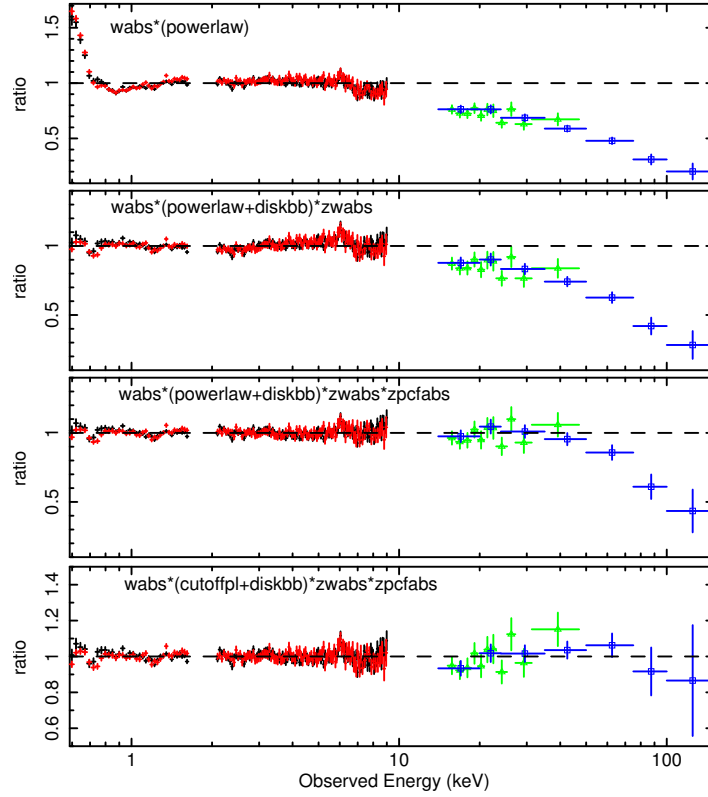 wabs*(powerlaw)
ratio
0.5
1
1.5
wabs*(powerlaw+diskbb)*zwabs
ratio
0.5
1
wabs*(powerlaw+diskbb)*zwabs*zpcfabs
ratio
0.5
1
wabs*(cutoffpl+diskbb)*zwabs*zpcfabs
ratio
0.6
0.8
1
1.2
1.4
1 10 100
Observed Energy (keV)